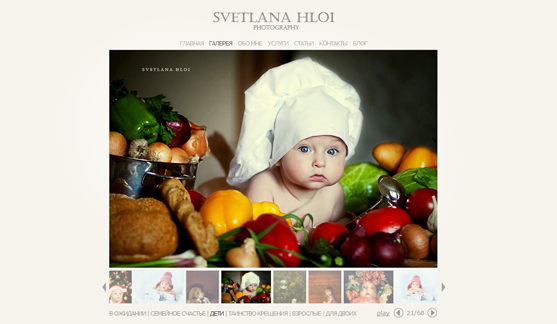 SVETLANA HLOI
PHOTOGRAPHY
ГЛАВНАЯ ГАЛЕРЕЯ ОБО МНЕ УСЛУГИ СТАТЬИ КОНТАКТЫ БЛОГ
SVETLANA HLOI
В ОЖИДАНИИ | СЕМЕЙНОЕ СЧАСТЬЕ | ДЕТИ | ТАИНСТВО КРЕЩЕНИЯ | ВЗРОСЛЫЕ | ДЛЯ ДВОИХ
play 21/68